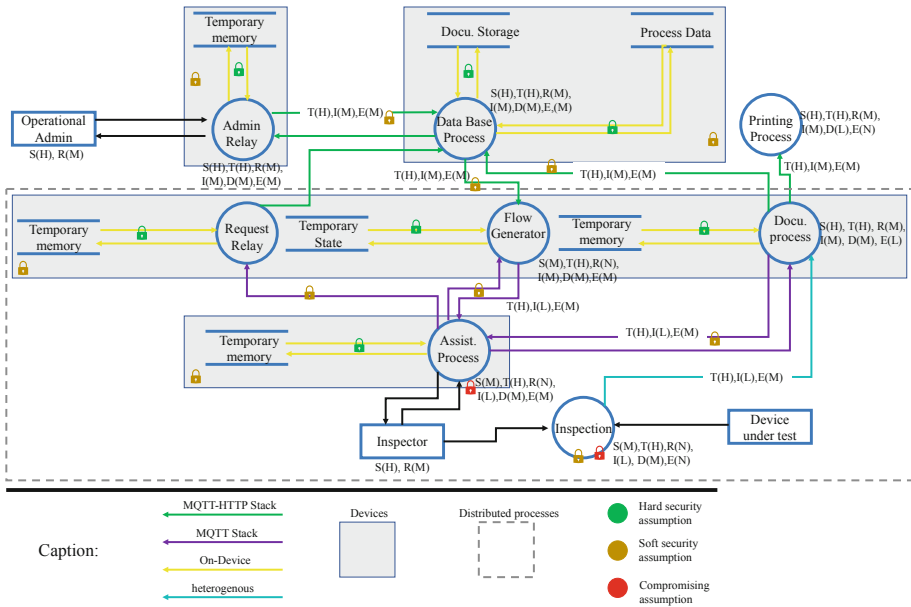 Temporary
memory
Docu. Storage
Process Data
Operational
Admin
S(H), R(M)
Admin
Relay
S(H),T(H),R(M),
I(M),D(M),E(M)
T(H),I(M),E(M)
Data Base
Process
S(H),T(H),R(M),
I(M),D(M),E,(M)
Printing
Process
S(H),T(H),R(M),
I(M),D(L),E(N)
T(H),I(M),E(M)
T(H),I(M),E(M)
T(H),I(M),E(M)
Temporary
memory
Request
Relay
Temporary
State
Flow
Generator
S(M),T(H),R(N),
I(M),D(M),E(M)
Temporary
memory
Docu.
process
S(H), T(H), R(M),
I(M), D(M), E(L)
T(H),I(L),E(M)
T(H),I(L),E(M)
Temporary
memory
Assist.
Process
S(M),T(H),R(N),
I(L),D(M),E(M)
T(H),I(L),E(M)
Inspector
S(H), R(M)
Inspection
S(M),T(H),R(N),
I(L), D(M),E(N)
Device
under test
Caption:
MQTT-HTTP Stack
MQTT Stack
On-Device
heterogenous
Devices
Distributed processes
Hard security
assumption
Soft security
assumption
Compromising
assumption